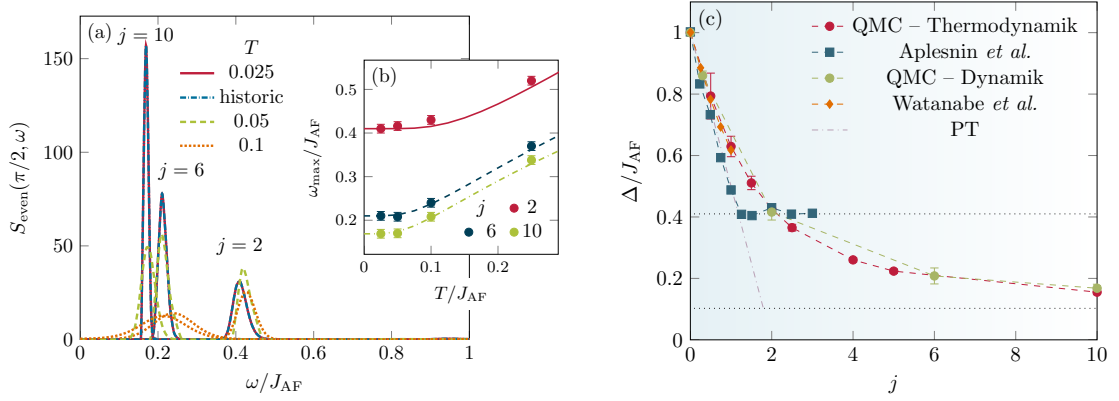 (a)
j = 10
j = 6
j = 2
T
0.025
historic
0.05
0.1
S_even(π/2, ω)
150
100
50
0
0
0.2
0.4
0.6
0.8
1
ω/J_AF
(b)
ω_max/J_AF
0.5
0.4
0.3
0.2
j
2
6
10
0
0.1
0.2
T/J_AF
(c)
QMC – Thermodynamik
Aplesnin et al.
QMC – Dynamik
Watanabe et al.
PT
Δ/J_AF
1
0.8
0.6
0.4
0.2
0
0
2
4
6
8
10
j